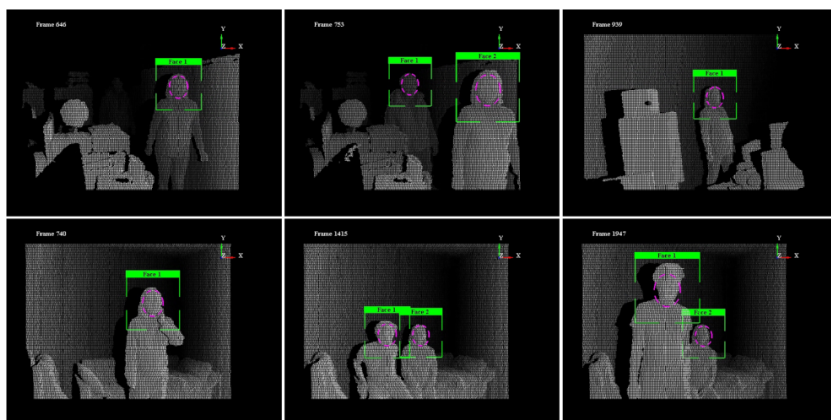 Frame 646
Y
Z X
Face 1
Frame 753
Y
Z X
Face 1
Face 2
Frame 939
Y
Z X
Face 1
Frame 740
Y
Z X
Face 1
Frame 1415
Y
Z X
Face 1
Face 2
Frame 1947
Y
Z X
Face 1
Face 2